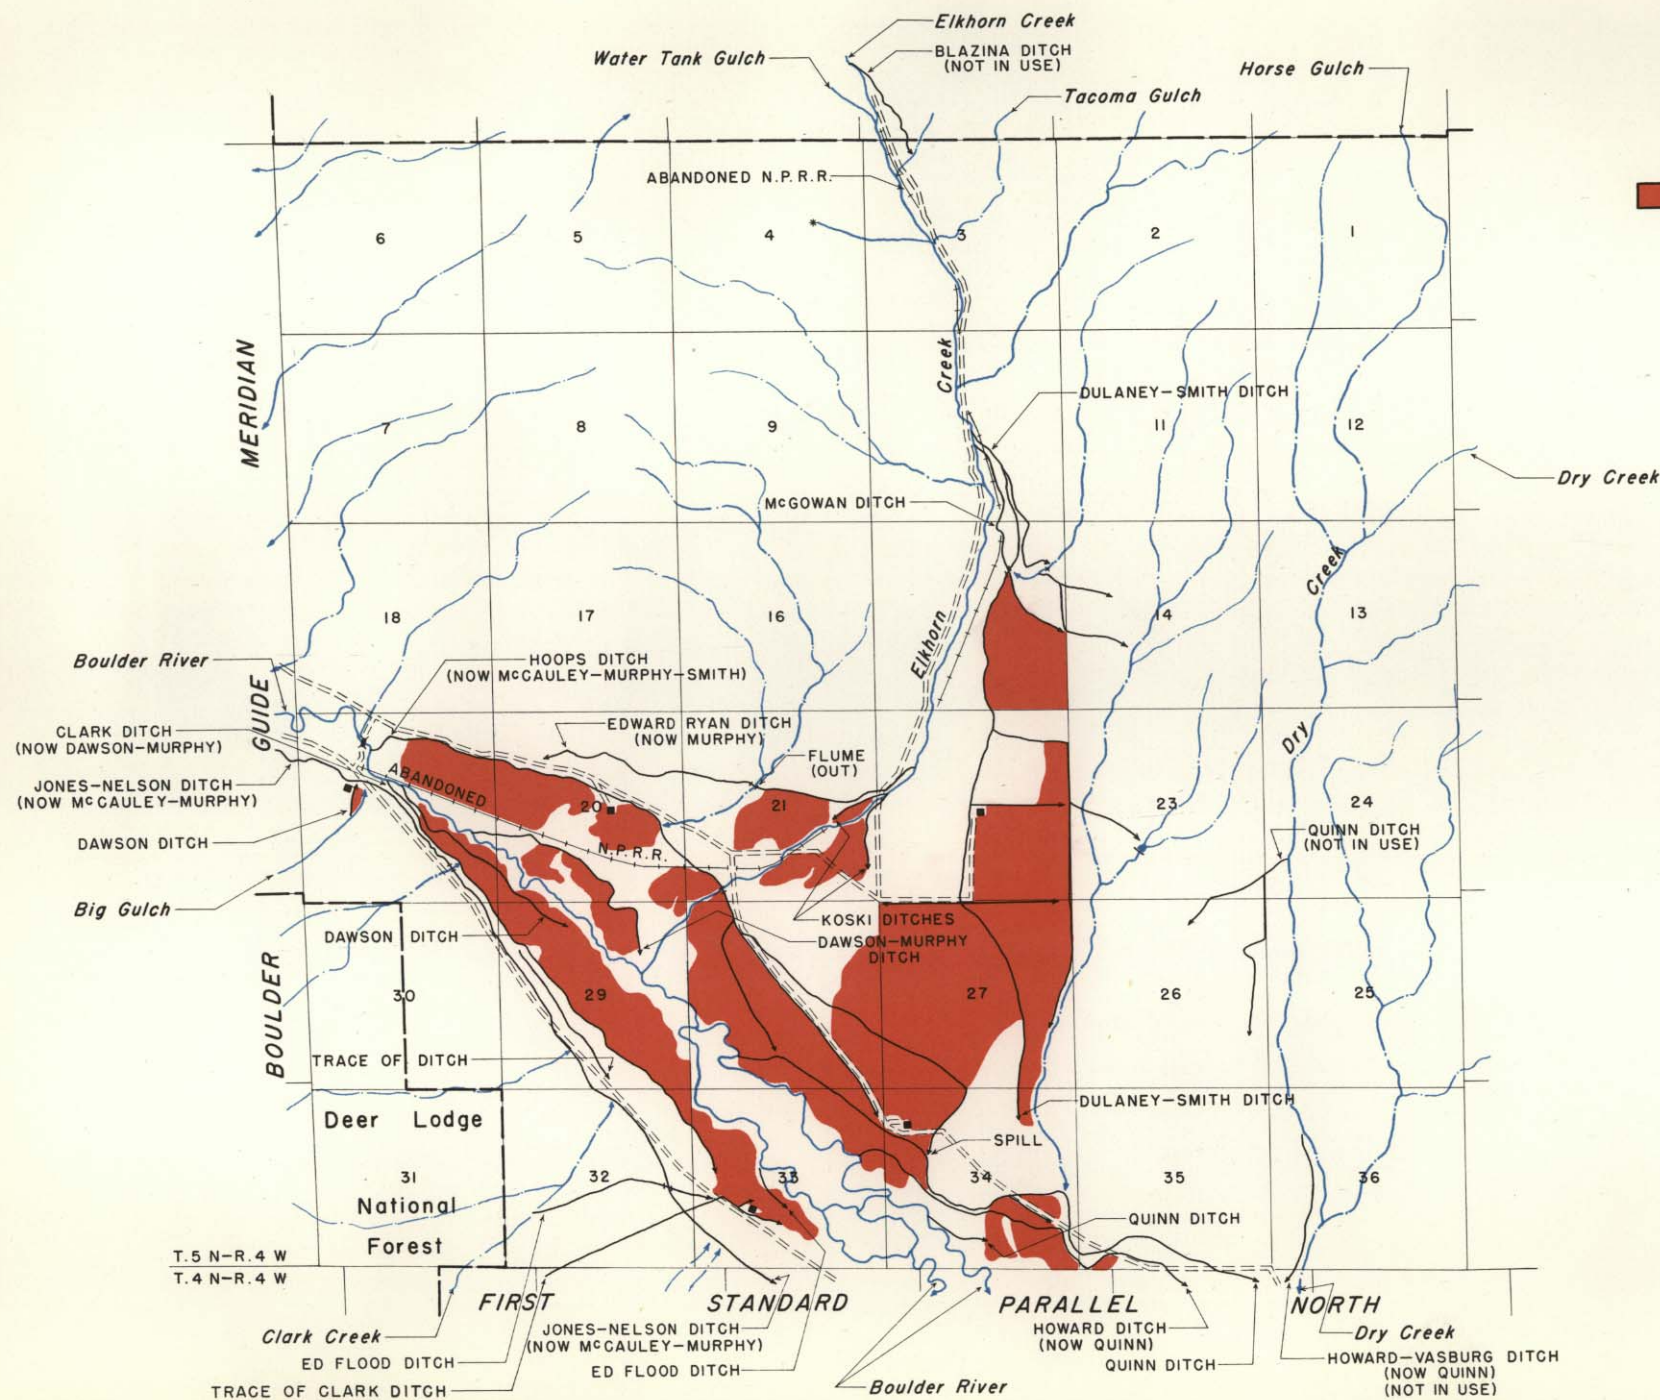 Elkhorn Creek
BLAZINA DITCH
(NOT IN USE)
Water Tank Gulch
Horse Gulch
Tacoma Gulch
ABANDONED N.P.R.R.
6
5
4
3
2
1
MERIDIAN
Creek
DULANEY-SMITH DITCH
7
8
9
11
12
Dry Creek
McGOWAN DITCH
Creek
18
17
16
Elkhorn
14
13
Boulder River
HOOPS DITCH
(NOW McCAULEY-MURPHY-SMITH)
GUIDE
CLARK DITCH
(NOW DAWSON-MURPHY)
EDWARD RYAN DITCH
(NOW MURPHY)
FLUME
(OUT)
Dry
JONES-NELSON DITCH
(NOW McCAULEY-MURPHY)
ABANDONED
20
21
23
24
DAWSON DITCH
N.P.R.R.
QUINN DITCH
(NOT IN USE)
Big Gulch
KOSKI DITCHES
DAWSON DITCH
DAWSON-MURPHY
DITCH
BOULDER
30
29
27
26
25
TRACE OF DITCH
Deer Lodge
DULANEY-SMITH DITCH
SPILL
31
32
33
34
35
36
National
Forest
QUINN DITCH
T.5 N-R.4 W
T.4 N-R.4 W
FIRST STANDARD PARALLEL NORTH
Clark Creek
JONES-NELSON DITCH
(NOW McCAULEY-MURPHY)
HOWARD DITCH
(NOW QUINN)
Dry Creek
ED FLOOD DITCH
ED FLOOD DITCH
QUINN DITCH
HOWARD-VASBURG DITCH
(NOW QUINN)
(NOT IN USE)
TRACE OF CLARK DITCH
Boulder River